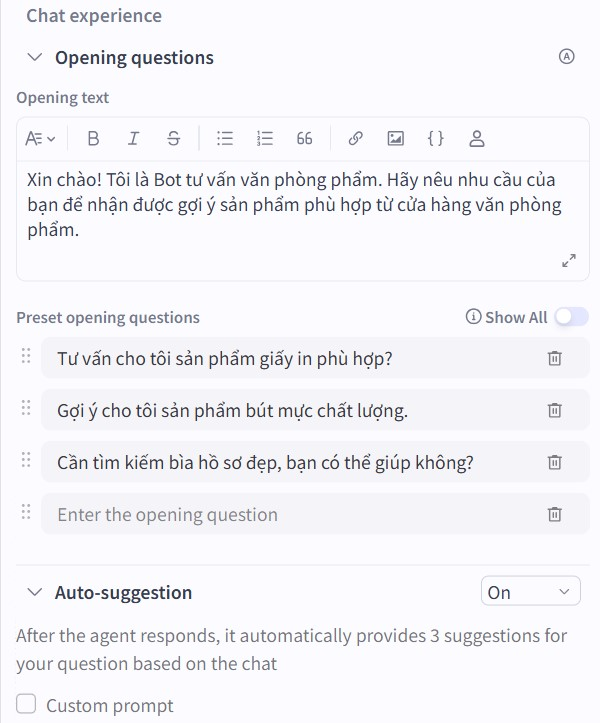 Chat experience
Opening questions
Opening text
Xin chào! Tôi là Bot tư vấn văn phòng phẩm. Hãy nêu nhu cầu của
bạn để nhận được gợi ý sản phẩm phù hợp từ cửa hàng văn phòng
phẩm.
Preset opening questions Show All
Tư vấn cho tôi sản phẩm giấy in phù hợp?
Gợi ý cho tôi sản phẩm bút mực chất lượng.
Cần tìm kiếm bìa hồ sơ đẹp, bạn có thể giúp không?
Enter the opening question
Auto-suggestion On
After the agent responds, it automatically provides 3 suggestions for
your question based on the chat
Custom prompt